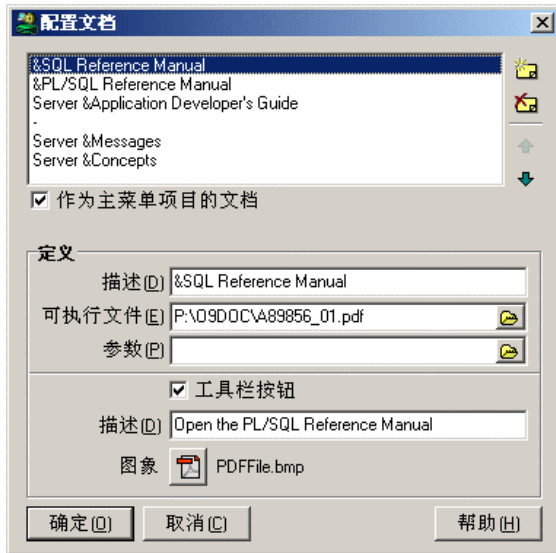 配置文档
&SQL Reference Manual
&PL/SQL Reference Manual
Server &Application Developer's Guide
-
Server &Messages
Server &Concepts
作为主菜单项目的文档
定义
描述(D) &SQL Reference Manual
可执行文件(E) P:\O9DOC\A89856_01.pdf
参数(P)
工具栏按钮
描述(D) Open the PL/SQL Reference Manual
图象 PDFFile.bmp
确定(O) 取消(C) 帮助(H)